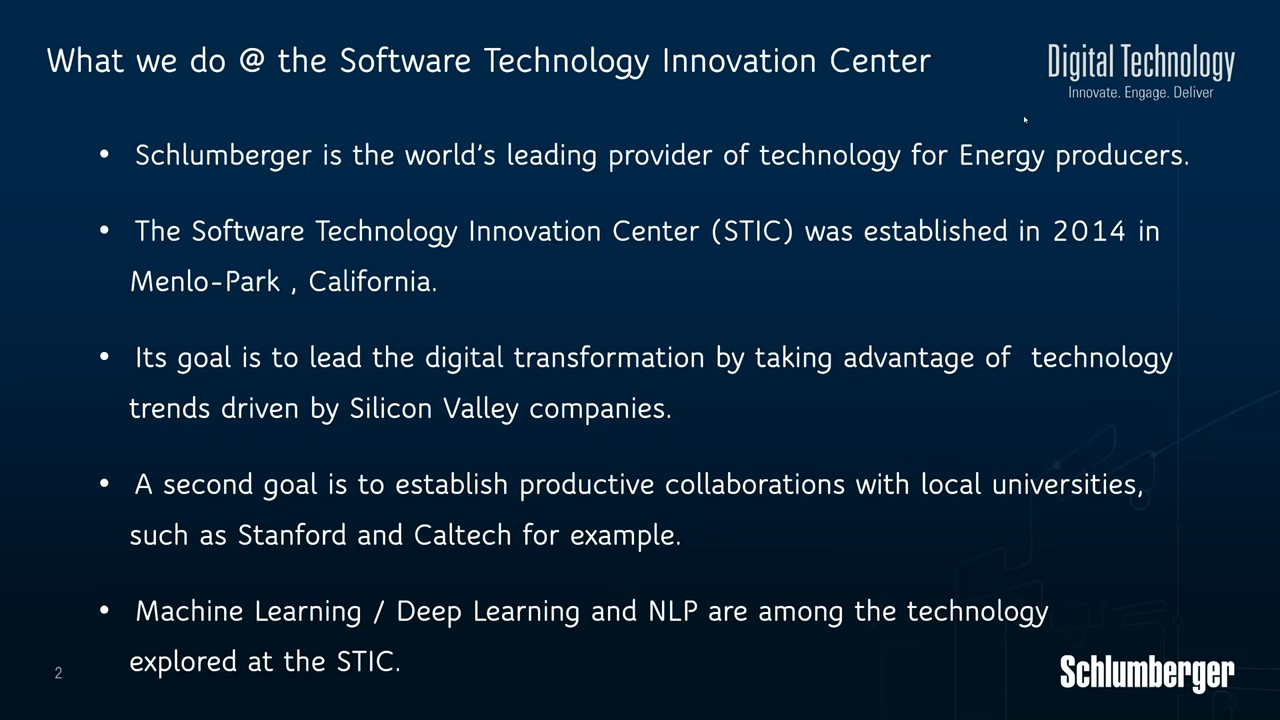 What we do @ the Software Technology Innovation Center
Digital Technology
Innovate. Engage. Deliver
• Schlumberger is the world's leading provider of technology for Energy producers.
• The Software Technology Innovation Center (STIC) was established in 2014 in
Menlo-Park , California.
• Its goal is to lead the digital transformation by taking advantage of technology
trends driven by Silicon Valley companies.
• A second goal is to establish productive collaborations with local universities,
such as Stanford and Caltech for example.
• Machine Learning / Deep Learning and NLP are among the technology
explored at the STIC.
2
Schlumberger